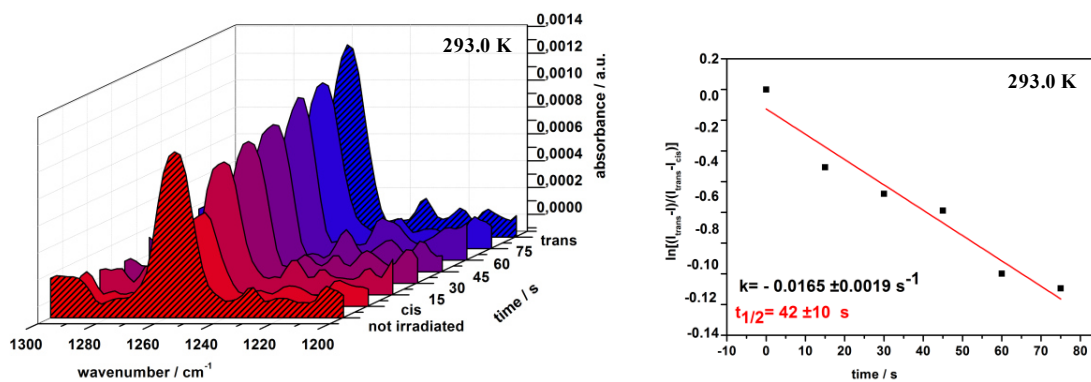 293.0 K
0,0014
0,0012
0,0010
0,0008
0,0006
0,0004
0,0002
0,0000
absorbance / a.u.
trans
75
60
45
30
15
cis
not irradiated
time / s
1300
1280
1260
1240
1220
1200
wavenumber / cm-1
293.0 K
0.2
0.0
-0.2
-0.4
-0.6
-0.8
-0.10
-0.12
-0.14
ln[(Itrans-I)/(Itrans-Icis)]
k= - 0.0165 ±0.0019 s-1
t1/2= 42 ±10 s
-10 0 10 20 30 40 50 60 70 80
time / s